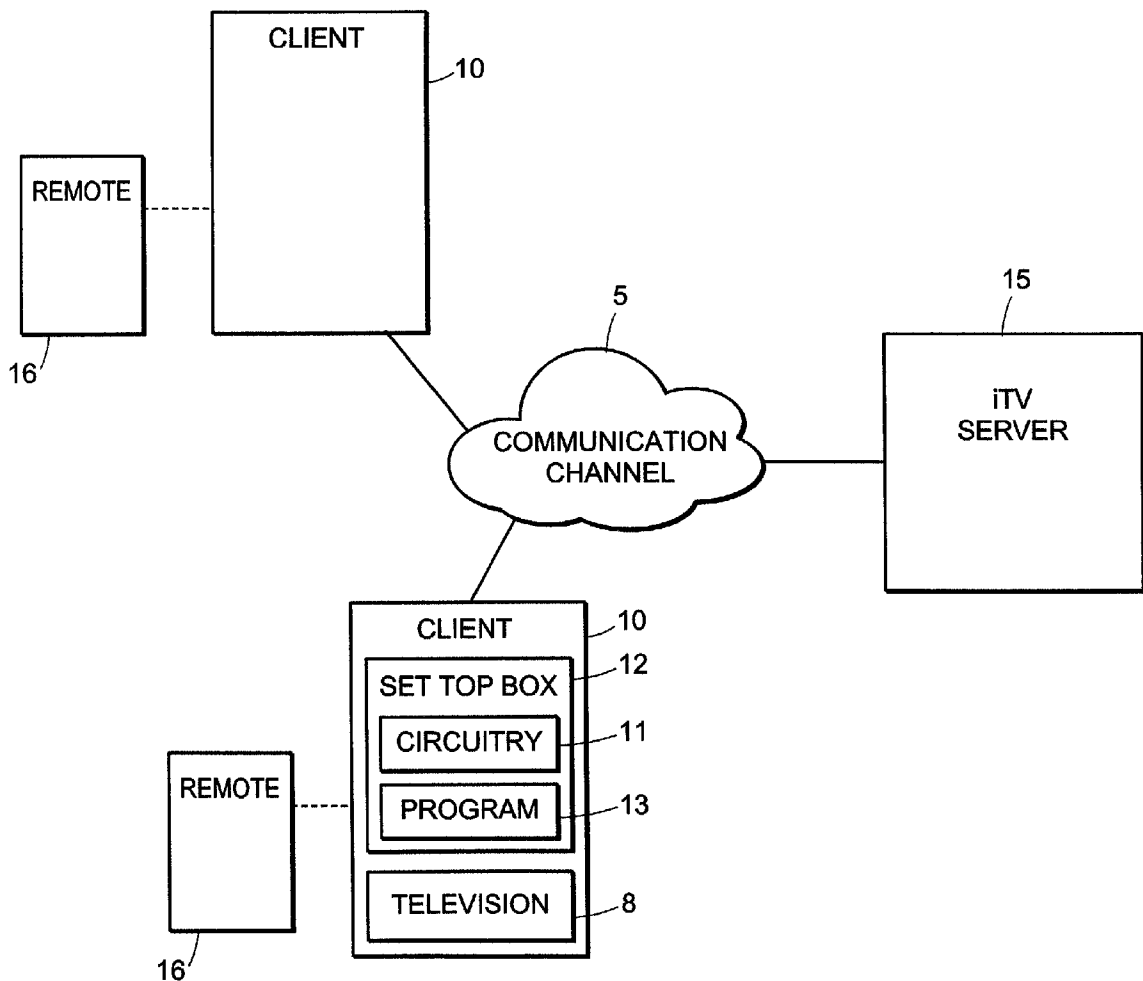 CLIENT
10
REMOTE
16
5
COMMUNICATION
CHANNEL
15
iTV
SERVER
CLIENT
10
SET TOP BOX
12
CIRCUITRY
11
PROGRAM
13
TELEVISION
8
REMOTE
16